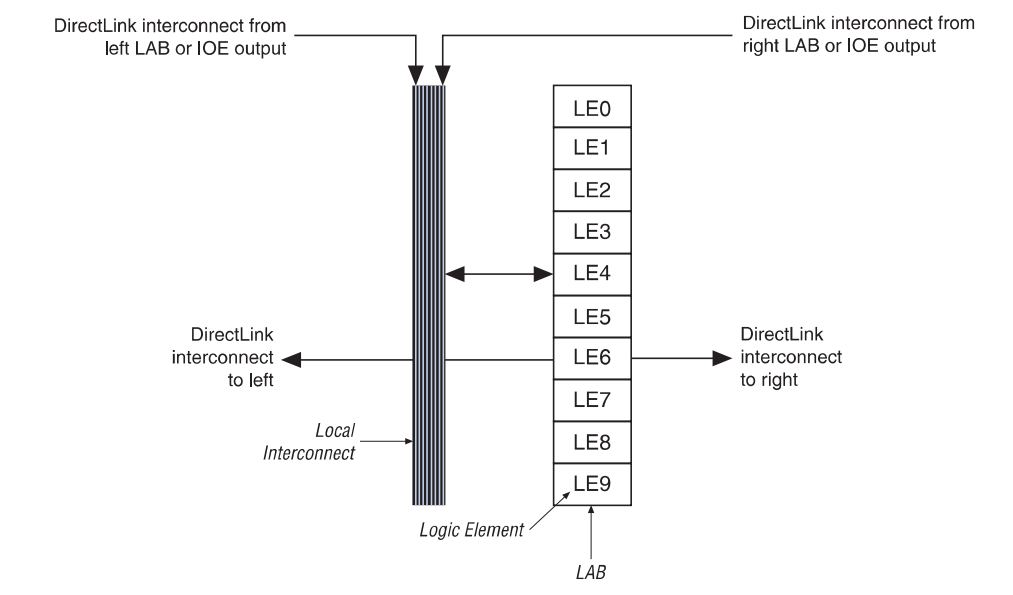 DirectLink interconnect from
left LAB or IOE output
DirectLink interconnect from
right LAB or IOE output
LE0
LE1
LE2
LE3
LE4
LE5
LE6
LE7
LE8
LE9
DirectLink
interconnect
to left
DirectLink
interconnect
to right
Local
Interconnect
Logic Element
LAB